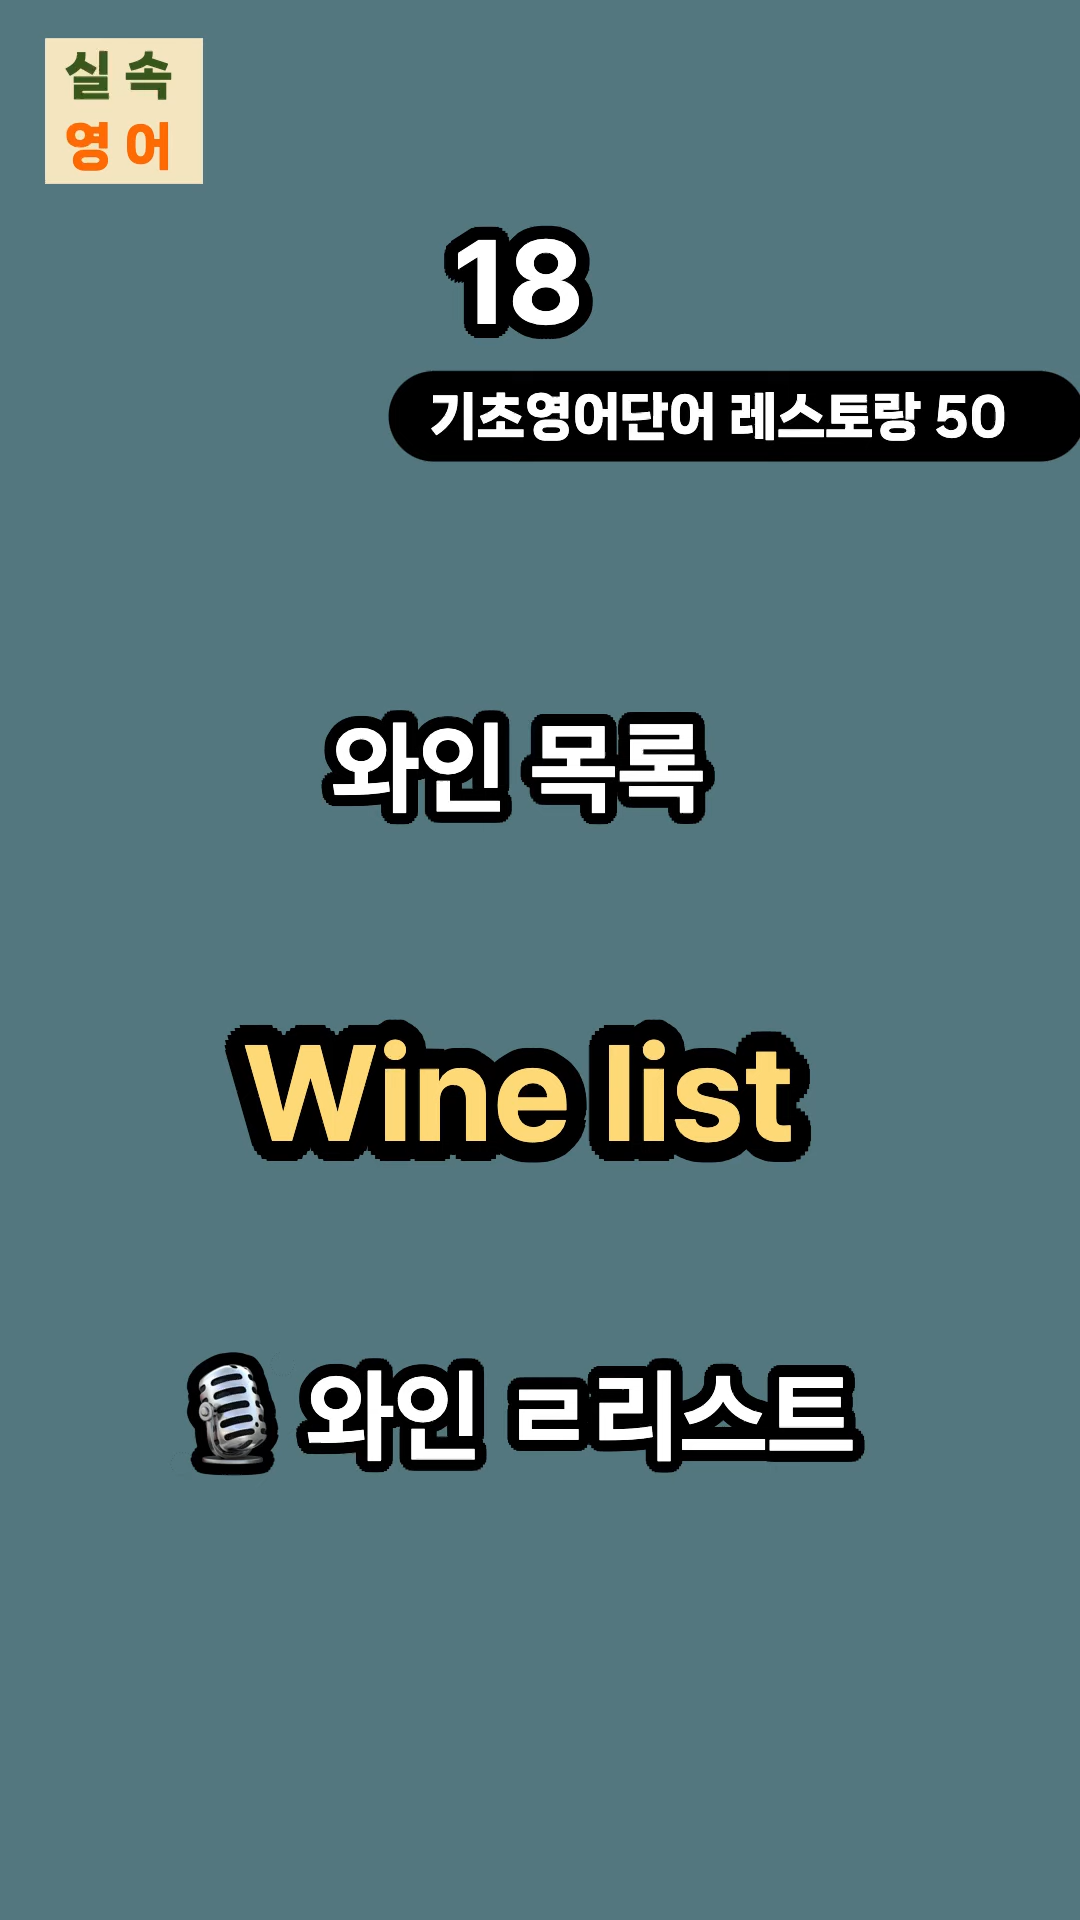 실속
영어
18
기초영어단어 레스토랑 50
와인 목록
Wine list
🎙️ 와인 ㄹ리스트